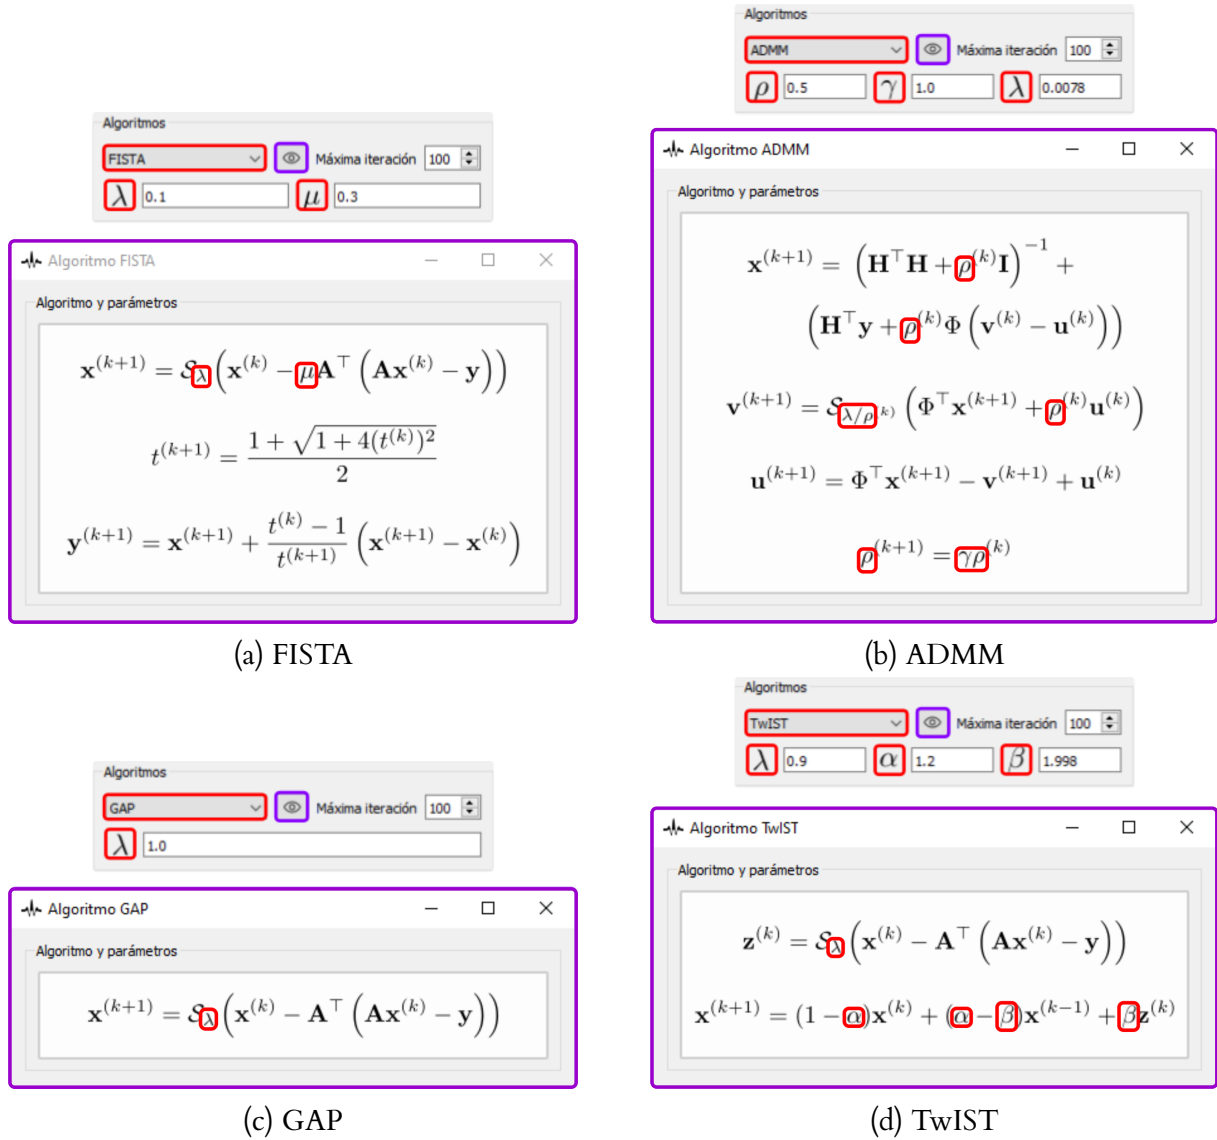 Algoritmos
FISTA Máxima iteración 100
λ 0.1 μ 0.3
Algoritmo FISTA
Algoritmo y parámetros
x^(k+1) = S_λ (x^(k) − μA^⊤ (Ax^(k) − y))
t^(k+1) = (1 + √(1 + 4(t^(k))^2)) / 2
y^(k+1) = x^(k+1) + (t^(k) − 1) / t^(k+1) (x^(k+1) − x^(k))
(a) FISTA
Algoritmos
ADMM Máxima iteración 100
ρ 0.5 γ 1.0 λ 0.0078
Algoritmo ADMM
Algoritmo y parámetros
x^(k+1) = (H^⊤H + ρ^(k)I)^−1 +
(H^⊤y + ρ^(k)Φ (v^(k) − u^(k)))
v^(k+1) = S_λ/ρ^(k) (Φ^⊤x^(k+1) + ρ^(k)u^(k))
u^(k+1) = Φ^⊤x^(k+1) − v^(k+1) + u^(k)
ρ^(k+1) = γρ^(k)
(b) ADMM
Algoritmos
GAP Máxima iteración 100
λ 1.0
Algoritmo GAP
Algoritmo y parámetros
x^(k+1) = S_λ (x^(k) − A^⊤ (Ax^(k) − y))
(c) GAP
Algoritmos
TwIST Máxima iteración 100
λ 0.9 α 1.2 β 1.998
Algoritmo TwIST
Algoritmo y parámetros
z^(k) = S_λ (x^(k) − A^⊤ (Ax^(k) − y))
x^(k+1) = (1 − α)x^(k) + (α − β)x^(k−1) + βz^(k)
(d) TwIST